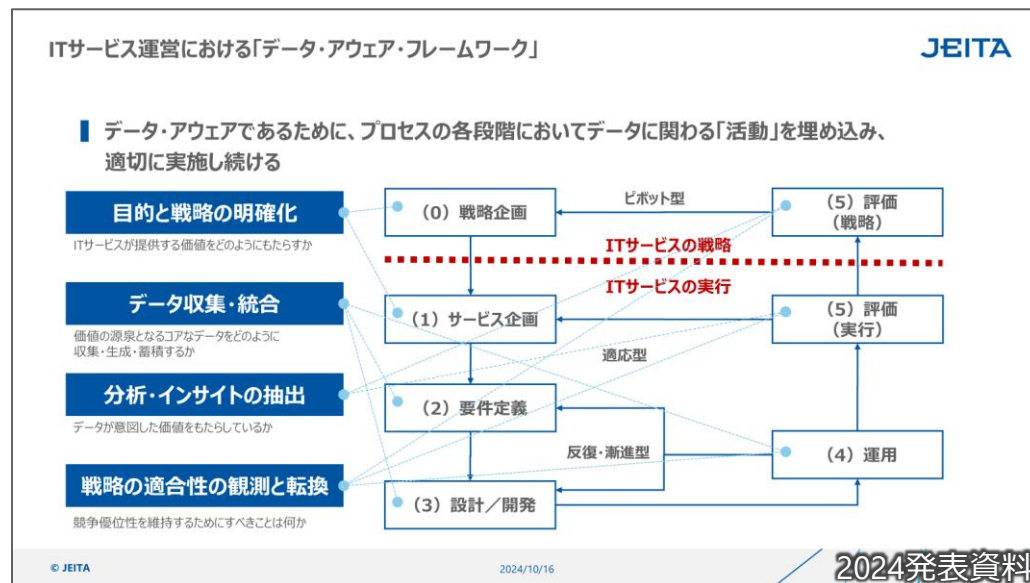 ITサービス運営における「データ・アウェア・フレームワーク」
JEITA
データ・アウェアであるために、プロセスの各段階においてデータに関わる「活動」を埋め込み、
適切に実施し続ける
目的と戦略の明確化
ITサービスが提供する価値をどのようにもたらすか
データ収集・統合
価値の源泉となるコアなデータをどのように
収集・生成・蓄積するか
分析・インサイトの抽出
データが意図した価値をもたらしているか
戦略の適合性の観測と転換
競争優位性を維持するためにすべきことは何か
(0) 戦略企画
ピボット型
(5) 評価
(戦略)
ITサービスの戦略
ITサービスの実行
(1) サービス企画
(5) 評価
(実行)
適応型
(2) 要件定義
反復・漸進型
(4) 運用
(3) 設計／開発
© JEITA
2024/10/16
2024発表資料